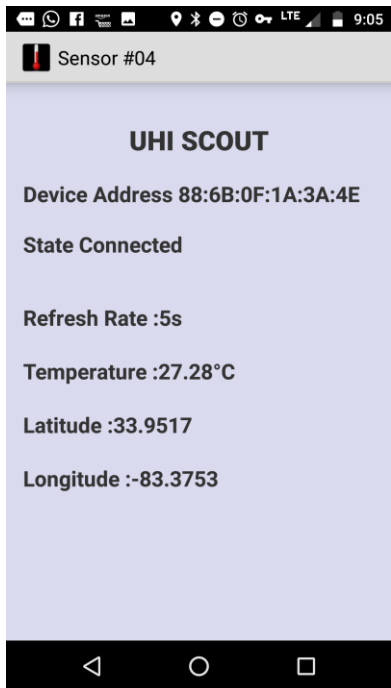 LTE 9:05
Sensor #04
UHI SCOUT
Device Address 88:6B:0F:1A:3A:4E
State Connected
Refresh Rate :5s
Temperature :27.28°C
Latitude :33.9517
Longitude :-83.3753